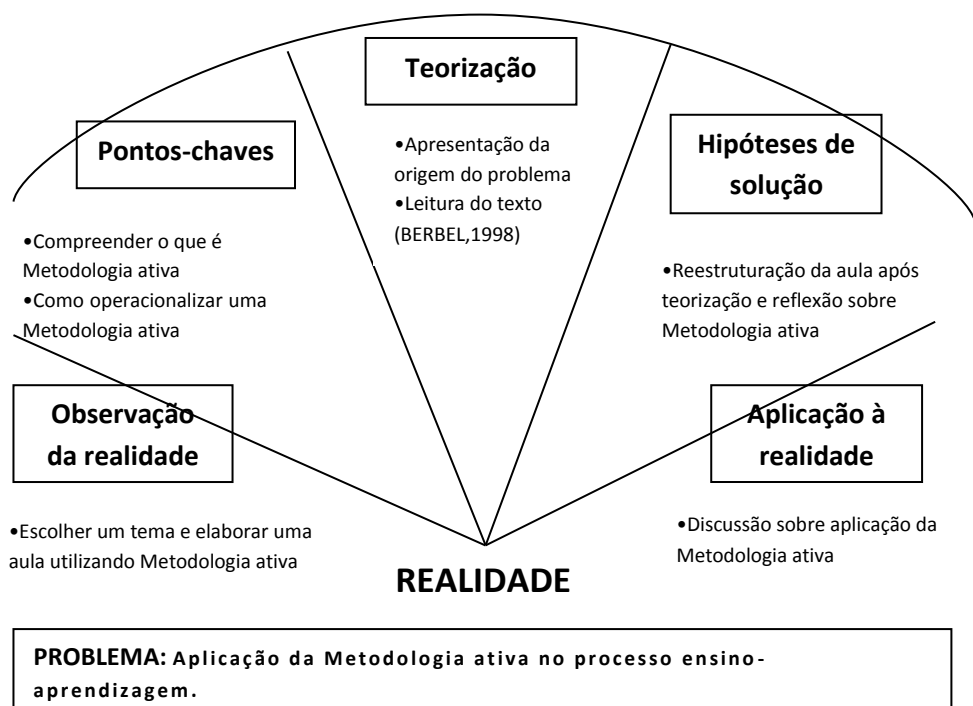 Teorização
•Apresentação da
origem do problema
•Leitura do texto
(BERBEL,1998)
Pontos-chaves
•Compreender o que é
Metodologia ativa
•Como operacionalizar uma
Metodologia ativa
Hipóteses de
solução
•Reestruturação da aula após
teorização e reflexão sobre
Metodologia ativa
Observação
da realidade
•Escolher um tema e elaborar uma
aula utilizando Metodologia ativa
Aplicação à
realidade
•Discussão sobre aplicação da
Metodologia ativa
REALIDADE
PROBLEMA: Aplicação da Metodologia ativa no processo ensino-
aprendizagem.